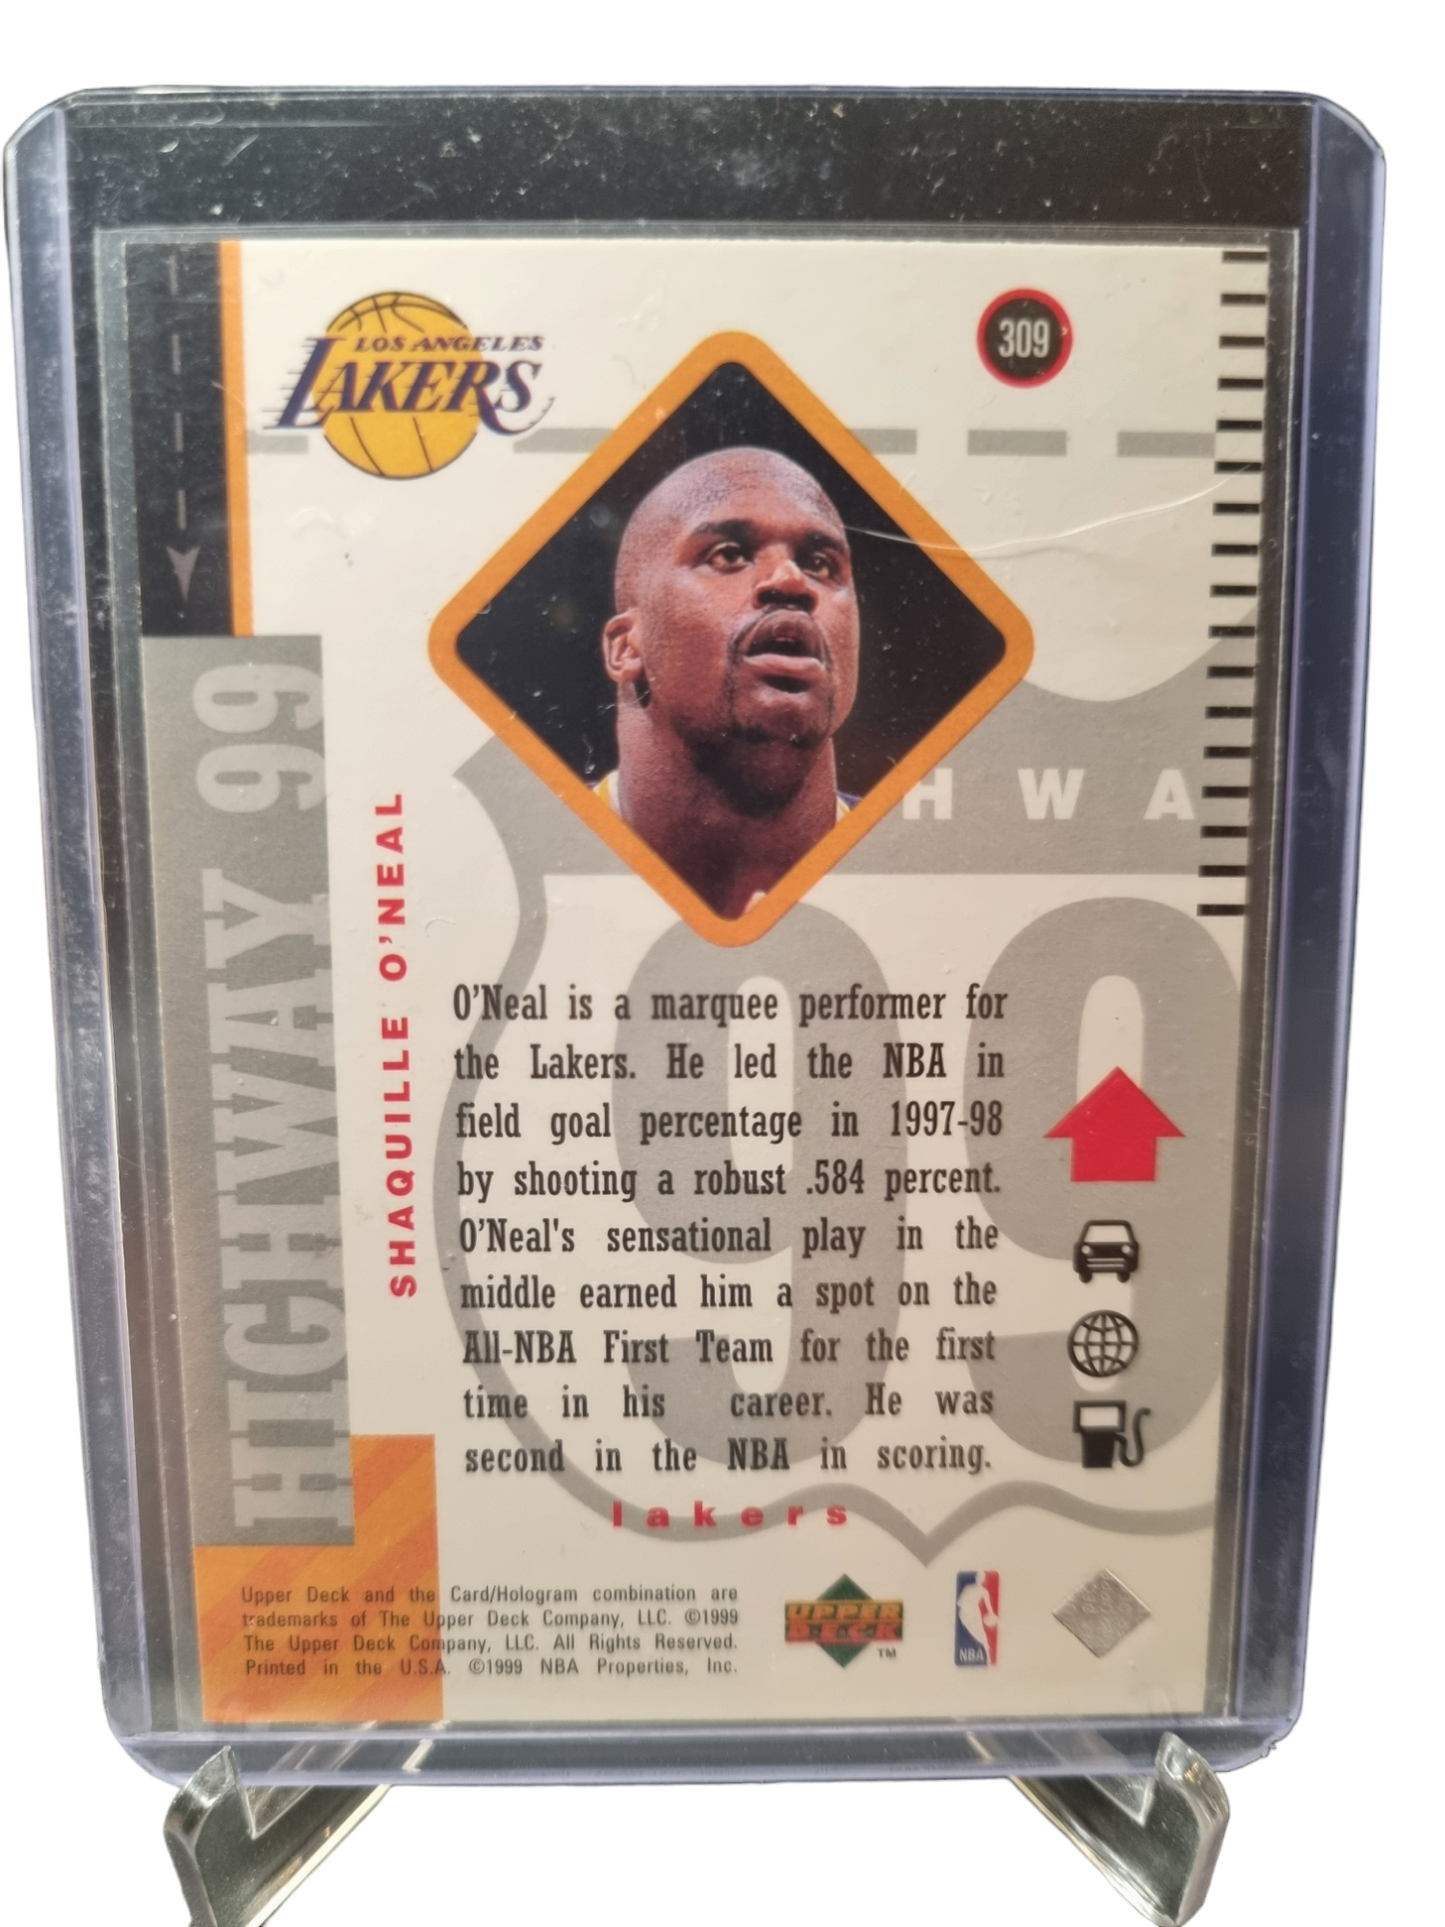 LOS ANGELES
LAKERS
309
HIGHWAY 99
SHAQUILLE O'NEAL
HWA
99
O'Neal is a marquee performer for
the Lakers. He led the NBA in
field goal percentage in 1997-98
by shooting a robust .584 percent.
O'Neal's sensational play in the
middle earned him a spot on the
All-NBA First Team for the first
time in his career. He was
second in the NBA in scoring.
lakers
Upper Deck and the Card/Hologram combination are
trademarks of The Upper Deck Company, LLC. ©1999
The Upper Deck Company, LLC. All Rights Reserved.
Printed in the U.S.A. ©1999 NBA Properties, Inc.
UPPER
DECK
TM
NBA